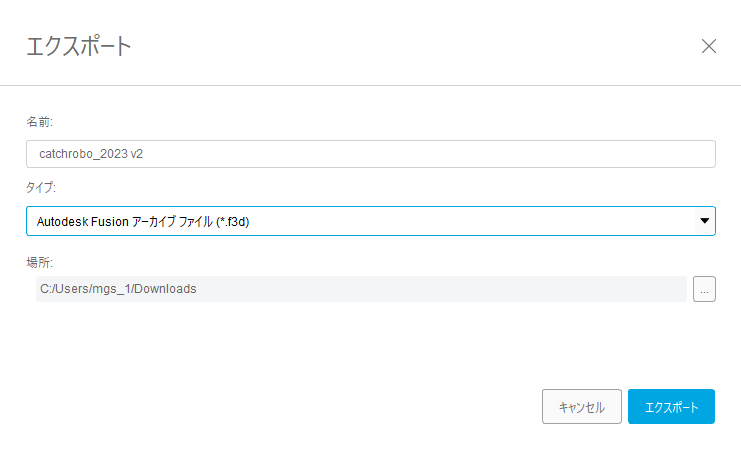 エクスポート
名前:
catchrobo_2023 v2
タイプ:
Autodesk Fusion アーカイブ ファイル (*.f3d)
場所:
C:/Users/mgs_1/Downloads
...
キャンセル
エクスポート